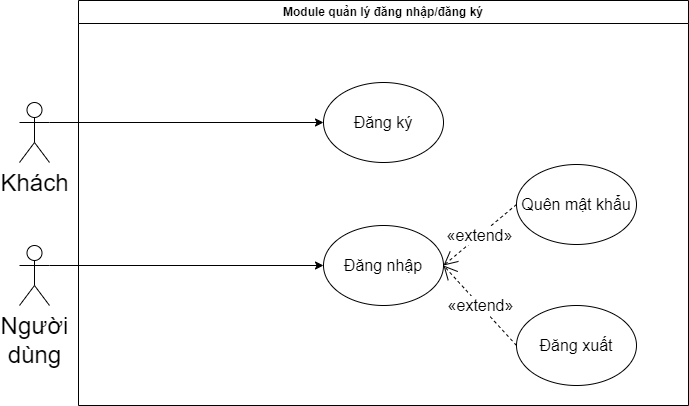 Module quản lý đăng nhập/đăng ký
Đăng ký
Khách
Quên mật khẩu
«extend»
Đăng nhập
«extend»
Người
dùng
Đăng xuất